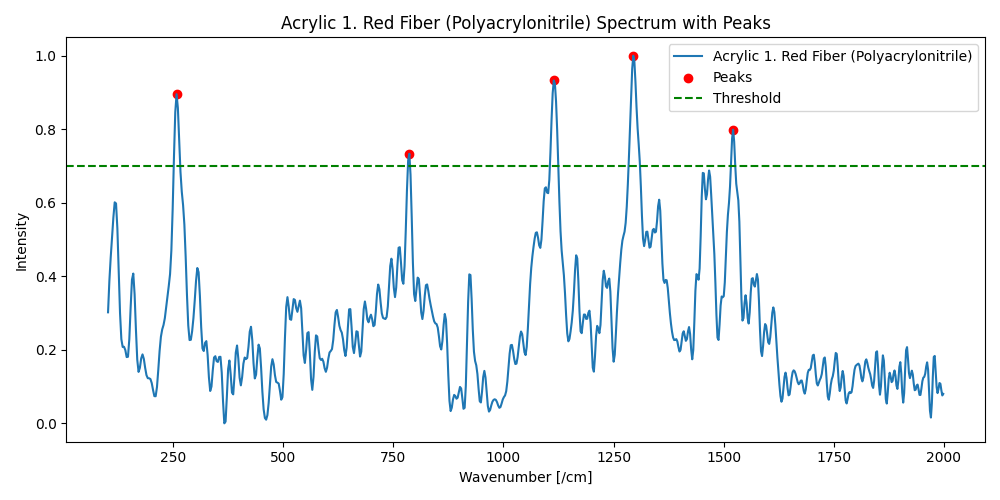 Acrylic 1. Red Fiber (Polyacrylonitrile) Spectrum with Peaks
Acrylic 1. Red Fiber (Polyacrylonitrile)
Peaks
Threshold
1.0
0.8
0.6
0.4
0.2
0.0
Intensity
250
500
750
1000
1250
1500
1750
2000
Wavenumber [/cm]